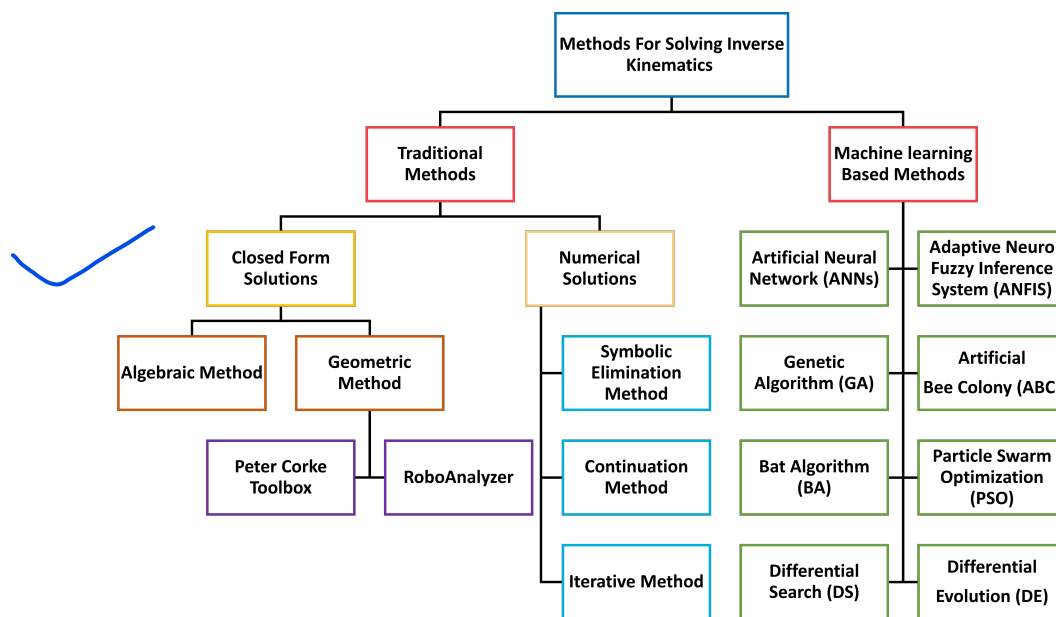 Methods For Solving Inverse
Kinematics
Traditional
Methods
Machine learning
Based Methods
Closed Form
Solutions
Numerical
Solutions
Artificial Neural
Network (ANNs)
Adaptive Neuro
Fuzzy Inference
System (ANFIS)
Algebraic Method
Geometric
Method
Symbolic
Elimination
Method
Genetic
Algorithm (GA)
Artificial
Bee Colony (ABC
Peter Corke
Toolbox
RoboAnalyzer
Continuation
Method
Bat Algorithm
(BA)
Particle Swarm
Optimization
(PSO)
Iterative Method
Differential
Search (DS)
Differential
Evolution (DE)